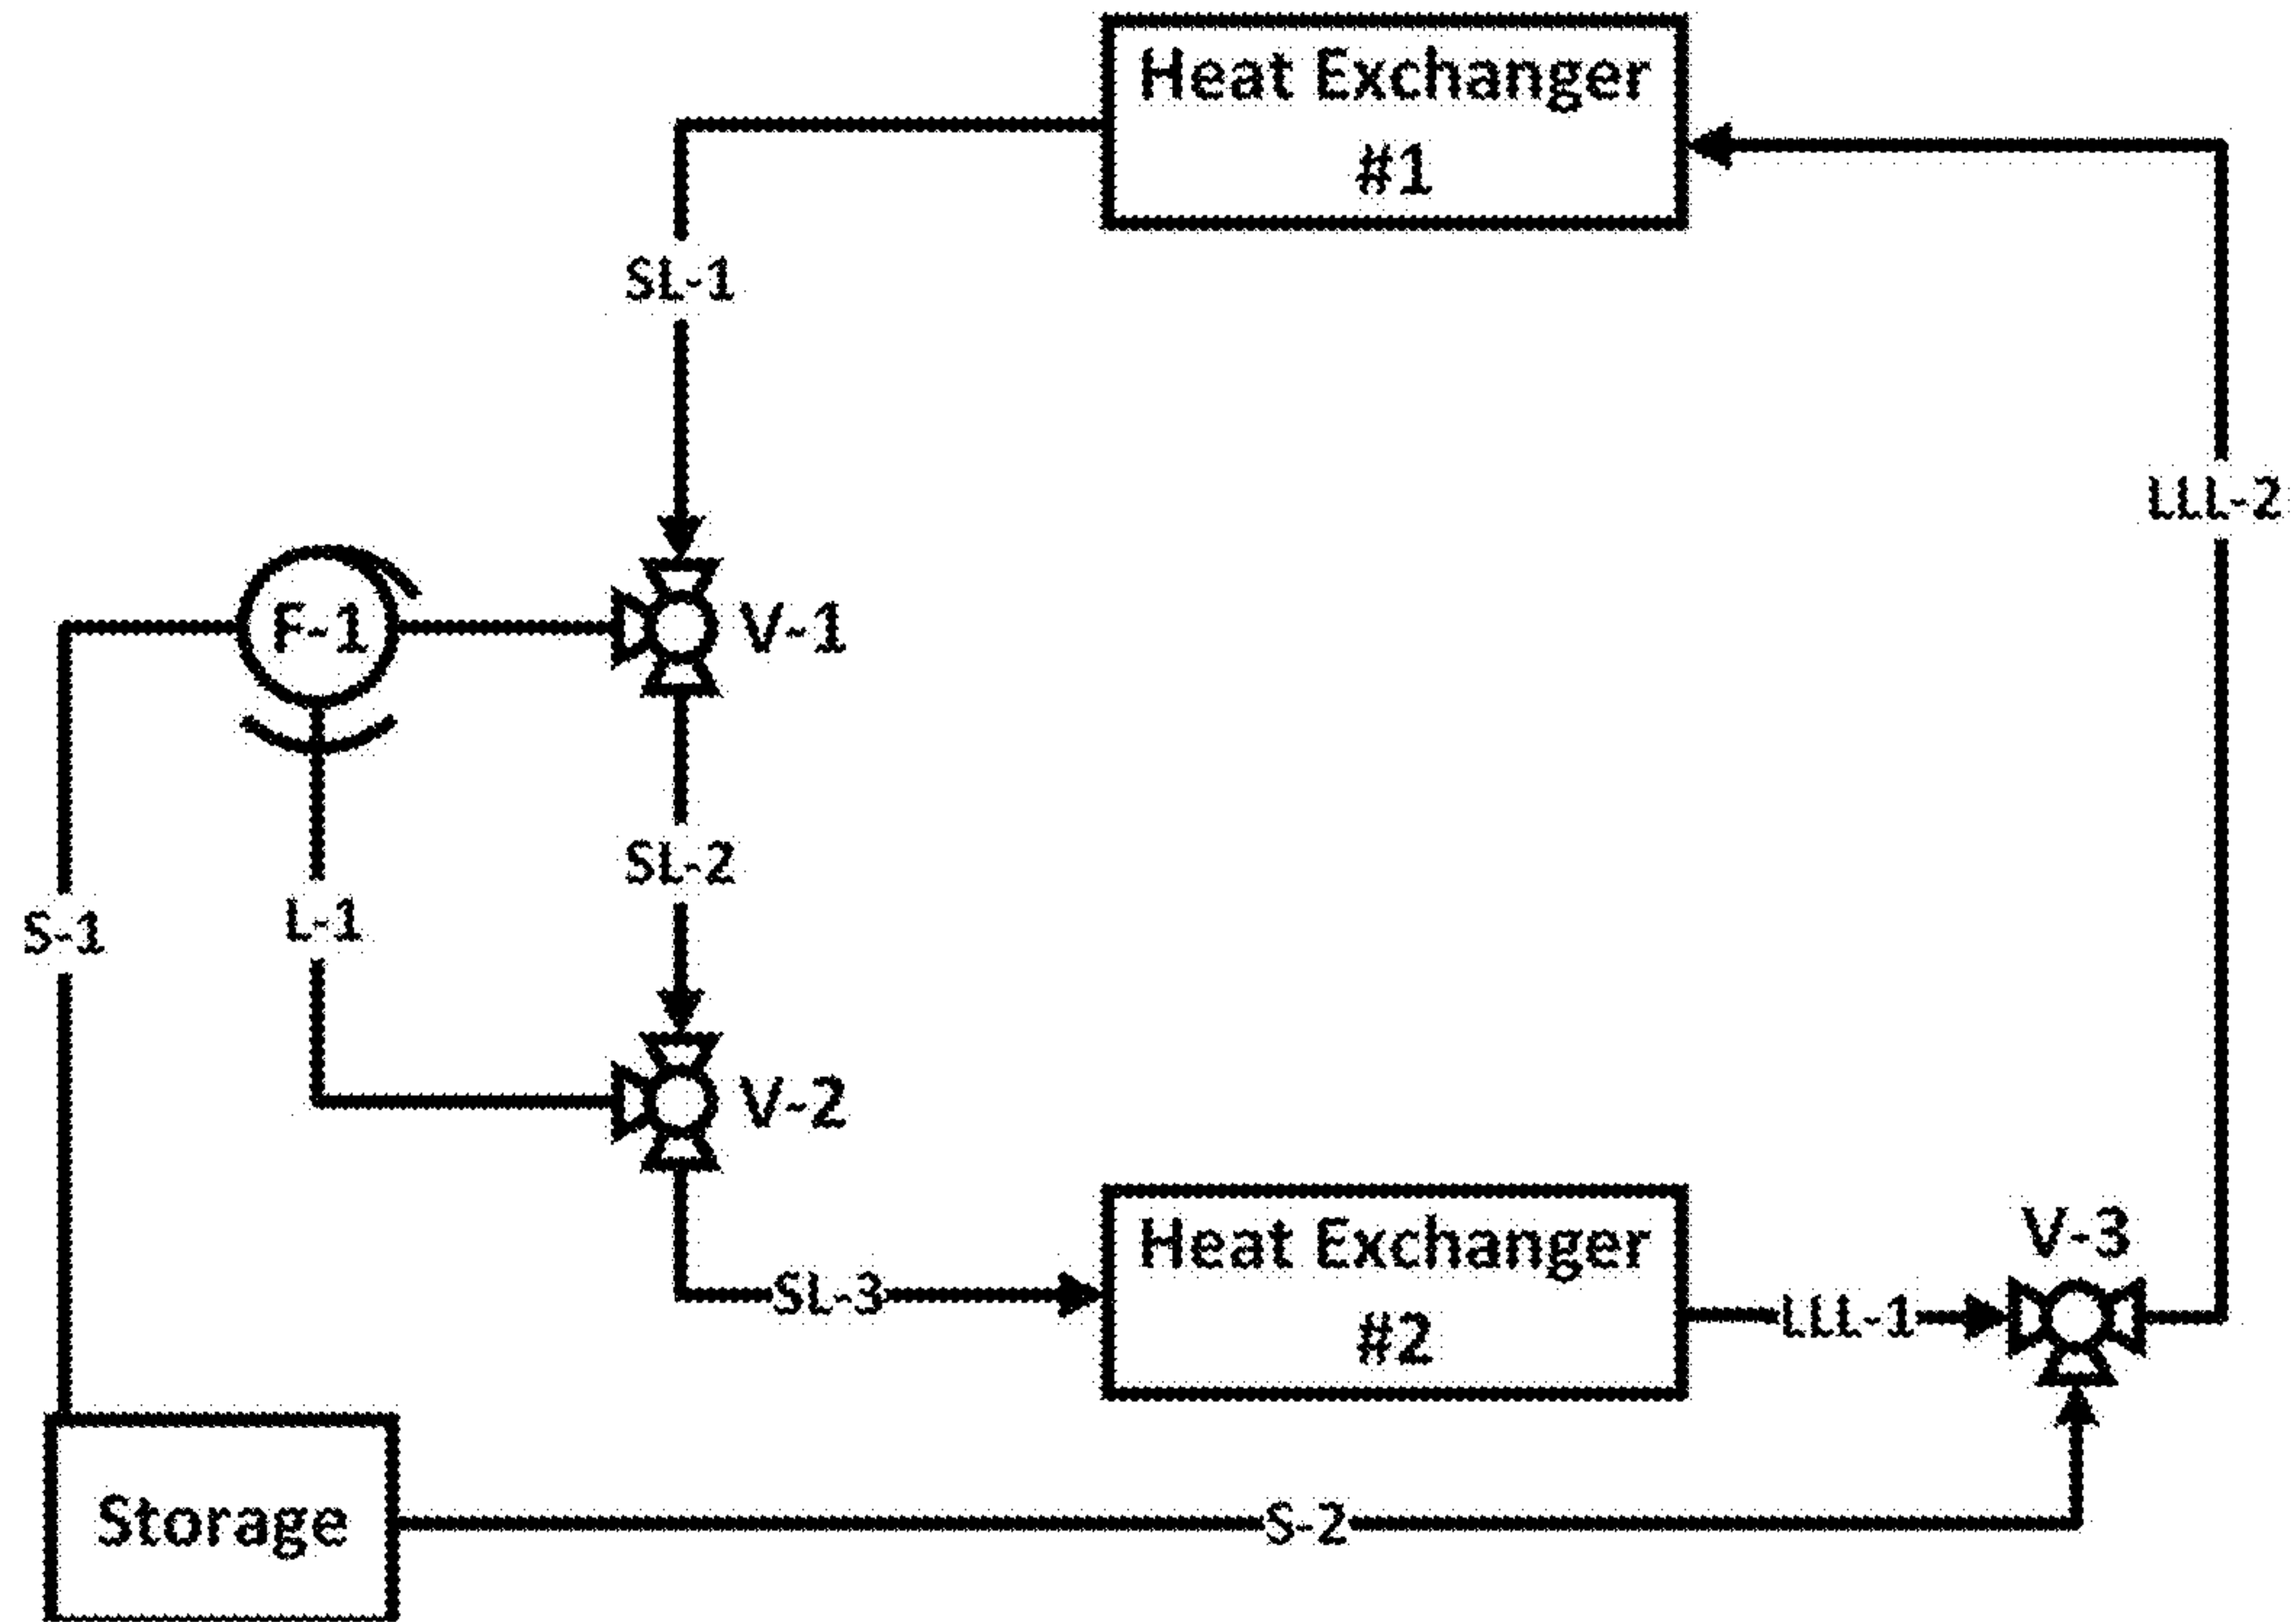 Heat Exchanger
#1
SL-1
LLL-2
F-1
V-1
SL-2
S-1
L-1
V-2
Heat Exchanger
#2
V-3
SL-3
LLL-1
Storage
S-2